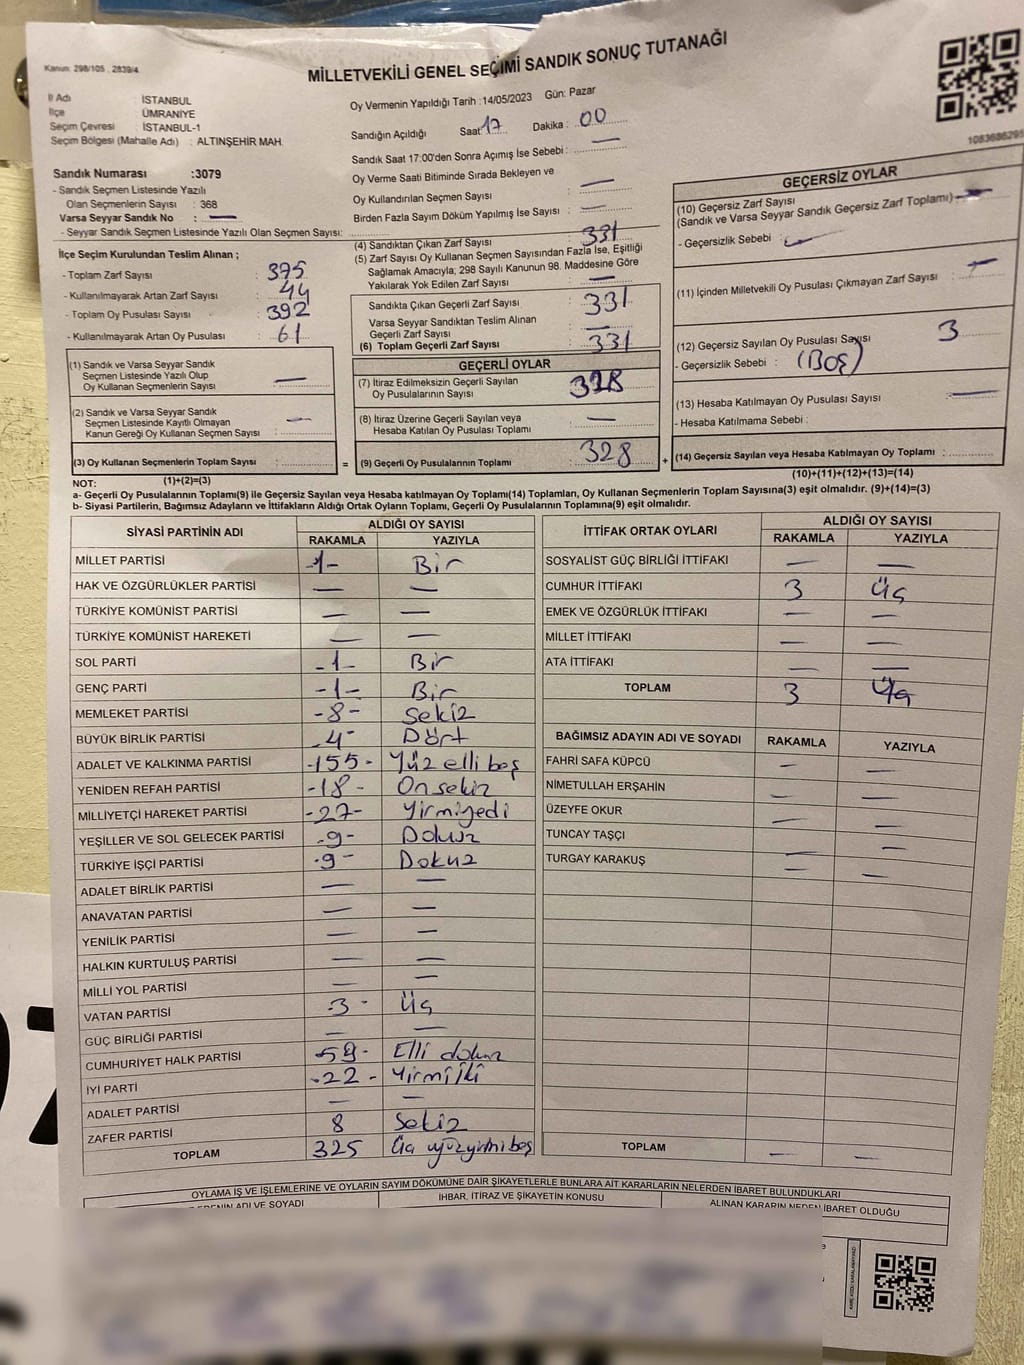 Kanun: 298/105 , 2839/4
MİLLETVEKİLİ GENEL SEÇİMİ SANDIK SONUÇ TUTANAĞI
İl Adı İSTANBUL
İlçe ÜMRANİYE
Seçim Çevresi İSTANBUL-1
Seçim Bölgesi (Mahalle Adı) : ALTINŞEHİR MAH.
Oy Vermenin Yapıldığı Tarih : 14/05/2023 Gün: Pazar
Sandığın Açıldığı Saat 17 Dakika : 00
Sandık Saat 17:00'den Sonra Açımış İse Sebebi : —
Oy Verme Saati Bitiminde Sırada Bekleyen ve
Oy Kullandırılan Seçmen Sayısı : —
Birden Fazla Sayım Döküm Yapılmış İse Sayısı : —
Sandık Numarası :3079
- Sandık Seçmen Listesinde Yazılı
Olan Seçmenlerin Sayısı : 368
Varsa Seyyar Sandık No : —
- Seyyar Sandık Seçmen Listesinde Yazılı Olan Seçmen Sayısı:
İlçe Seçim Kurulundan Teslim Alınan ;
- Toplam Zarf Sayısı : 375
- Kullanılmayarak Artan Zarf Sayısı : 44
- Toplam Oy Pusulası Sayısı : 392
- Kullanılmayarak Artan Oy Pusulası : 61
(1) Sandık ve Varsa Seyyar Sandık
Seçmen Listesinde Yazılı Olup
Oy Kullanan Seçmenlerin Sayısı : —
(2) Sandık ve Varsa Seyyar Sandık
Seçmen Listesinde Kayıtlı Olmayan
Kanun Gereği Oy Kullanan Seçmen Sayısı : —
(3) Oy Kullanan Seçmenlerin Toplam Sayısı :
(1)+(2)=(3)
(4) Sandıktan Çıkan Zarf Sayısı : 331
(5) Zarf Sayısı Oy Kullanan Seçmen Sayısından Fazla İse, Eşitliği
Sağlamak Amacıyla; 298 Sayılı Kanunun 98. Maddesine Göre
Yakılarak Yok Edilen Zarf Sayısı : —
Sandıkta Çıkan Geçerli Zarf Sayısı : 331
Varsa Seyyar Sandıktan Teslim Alınan
Geçerli Zarf Sayısı : —
(6) Toplam Geçerli Zarf Sayısı : 331
GEÇERLİ OYLAR
(7) İtiraz Edilmeksizin Geçerli Sayılan
Oy Pusulalarının Sayısı : 328
(8) İtiraz Üzerine Geçerli Sayılan veya
Hesaba Katılan Oy Pusulası Toplamı : —
= (9) Geçerli Oy Pusulalarının Toplamı : 328 +
1083686295
GEÇERSİZ OYLAR
(10) Geçersiz Zarf Sayısı
(Sandık ve Varsa Seyyar Sandık Geçersiz Zarf Toplamı) : —
- Geçersizlik Sebebi :
(11) İçinden Milletvekili Oy Pusulası Çıkmayan Zarf Sayısı : —
(12) Geçersiz Sayılan Oy Pusulası Sayısı : 3
- Geçersizlik Sebebi : (Boş)
(13) Hesaba Katılmayan Oy Pusulası Sayısı : —
- Hesaba Katılmama Sebebi :
(14) Geçersiz Sayılan veya Hesaba Katılmayan Oy Toplamı :
(10)+(11)+(12)+(13)=(14)
NOT:
a- Geçerli Oy Pusulalarının Toplamı(9) ile Geçersiz Sayılan veya Hesaba katılmayan Oy Toplamı(14) Toplamları, Oy Kullanan Seçmenlerin Toplam Sayısına(3) eşit olmalıdır. (9)+(14)=(3)
b- Siyasi Partilerin, Bağımsız Adayların ve İttifakların Aldığı Ortak Oyların Toplamı, Geçerli Oy Pusulalarının Toplamına(9) eşit olmalıdır.
SİYASİ PARTİNİN ADI ALDIĞI OY SAYISI
RAKAMLA YAZIYLA
MİLLET PARTİSİ -1- Bir
HAK VE ÖZGÜRLÜKLER PARTİSİ — —
TÜRKİYE KOMÜNİST PARTİSİ — —
TÜRKİYE KOMÜNİST HAREKETİ — —
SOL PARTİ -1- Bir
GENÇ PARTİ -1- Bir
MEMLEKET PARTİSİ -8- Sekiz
BÜYÜK BİRLİK PARTİSİ -4- Dört
ADALET VE KALKINMA PARTİSİ -155- Yüz elli beş
YENİDEN REFAH PARTİSİ -18- On sekiz
MİLLİYETÇİ HAREKET PARTİSİ -27- Yirmiyedi
YEŞİLLER VE SOL GELECEK PARTİSİ -9- Dokuz
TÜRKİYE İŞÇİ PARTİSİ -9- Dokuz
ADALET BİRLİK PARTİSİ — —
ANAVATAN PARTİSİ — —
YENİLİK PARTİSİ — —
HALKIN KURTULUŞ PARTİSİ — —
MİLLİ YOL PARTİSİ — —
VATAN PARTİSİ -3- Üç
GÜÇ BİRLİĞİ PARTİSİ — —
CUMHURİYET HALK PARTİSİ -59- Elli dokuz
İYİ PARTİ -22- Yirmi iki
ADALET PARTİSİ — —
ZAFER PARTİSİ 8 Sekiz
TOPLAM 325 Üç yüzyirmi beş
İTTİFAK ORTAK OYLARI ALDIĞI OY SAYISI
RAKAMLA YAZIYLA
SOSYALİST GÜÇ BİRLİĞİ İTTİFAKI — —
CUMHUR İTTİFAKI 3 Üç
EMEK VE ÖZGÜRLÜK İTTİFAKI — —
MİLLET İTTİFAKI — —
ATA İTTİFAKI — —
TOPLAM 3 Üç
BAĞIMSIZ ADAYIN ADI VE SOYADI RAKAMLA YAZIYLA
FAHRİ SAFA KÜPCÜ — —
NİMETULLAH ERŞAHİN — —
ÜZEYFE OKUR — —
TUNCAY TAŞÇI — —
TURGAY KARAKUŞ — —
TOPLAM — —
OYLAMA İŞ VE İŞLEMLERİNE VE OYLARIN SAYIM DÖKÜMÜNE DAİR ŞİKAYETLERLE BUNLARA AİT KARARLARIN NELERDEN İBARET BULUNDUKLARI
ADI VE SOYADI İHBAR, İTİRAZ VE ŞİKAYETİN KONUSU ALINAN KARARIN NEDEN İBARET OLDUĞU